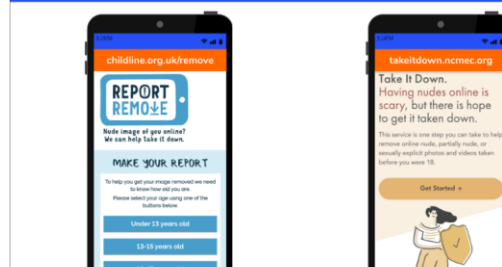 childline.org.uk/remove
REPORT
REMOVE
Nude image of you online?
We can help take it down.
MAKE YOUR REPORT
To help you get your image removed we need
to know how old you are.
Please select your age using one of the
buttons below.
Under 13 years old
13-15 years old
takeitdown.ncmec.org
Take It Down.
Having nudes online is
scary, but there is hope
to get it taken down.
This service is one step you can take to help
remove online nude, partially nude, or
sexually explicit photos and videos taken
before you were 18.
Get Started